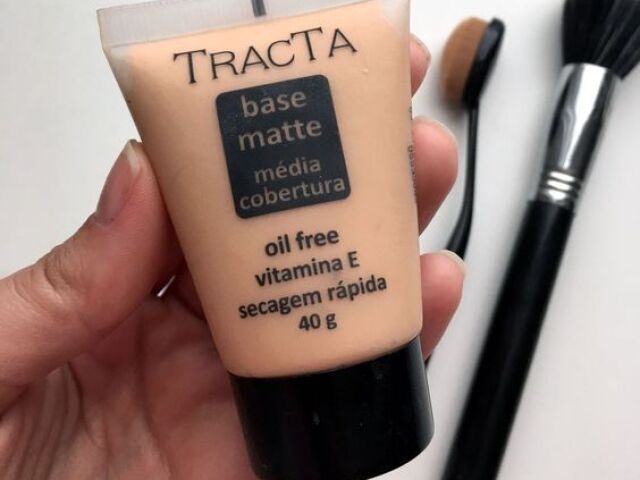 TRACTA
base
matte
média
cobertura
oil free
vitamina E
secagem rápida
40 g